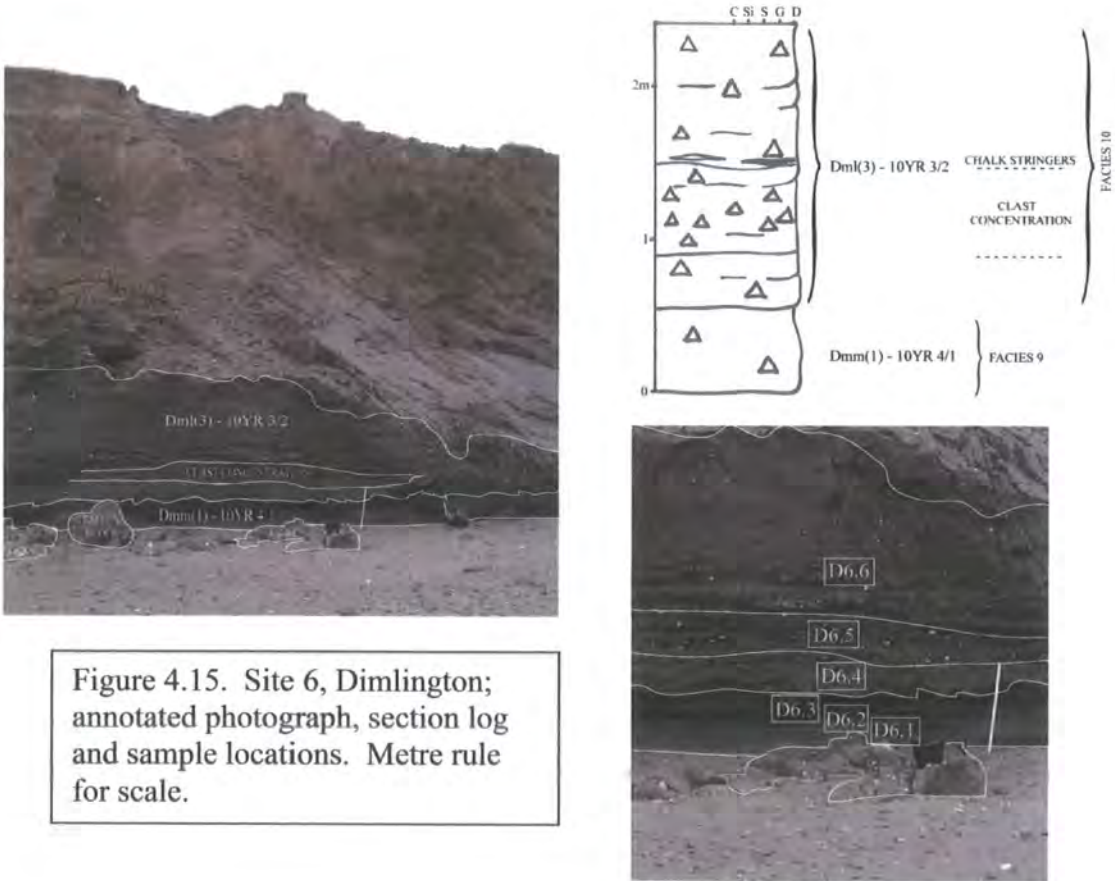 C Si S G D
2m
Dml(3) - 10YR 3/2
CHALK STRINGERS
CLAST
CONCENTRATION
FACIES 10
1
Dmm(1) - 10YR 4/1
FACIES 9
0
Dml(3) - 10YR 3/2
CLAST CONCENTRATION
Dmm(1) - 10YR 4
D6.6
D6.5
D6.4
D6.3
D6.2
D6.1
Figure 4.15. Site 6, Dimlington;
annotated photograph, section log
and sample locations. Metre rule
for scale.